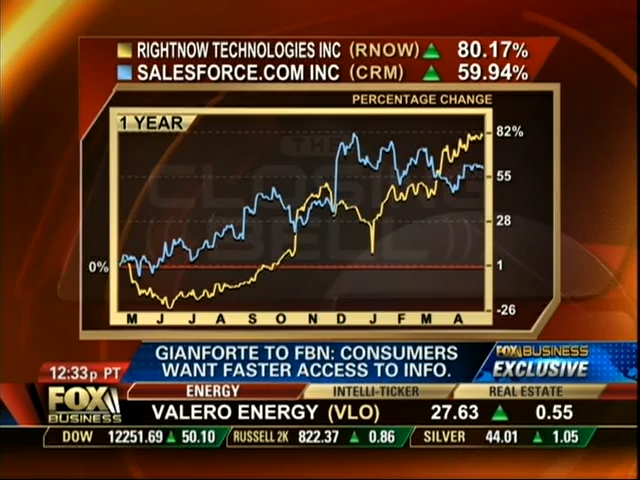 RIGHTNOW TECHNOLOGIES INC (RNOW) 80.17%
SALESFORCE.COM INC (CRM) 59.94%
PERCENTAGE CHANGE
1 YEAR
82%
55
28
0%
1
-26
THE
CLOSING
BELL
M J J A S O N D J F M A
GIANFORTE TO FBN: CONSUMERS
WANT FASTER ACCESS TO INFO.
FOX BUSINESS
EXCLUSIVE
12:33p PT
FOX
BUSINESS
ENERGY INTELLI-TICKER REAL ESTATE
VALERO ENERGY (VLO) 27.63 0.55
DOW 12251.69 50.10 RUSSELL 2K 822.37 0.86 SILVER 44.01 1.05